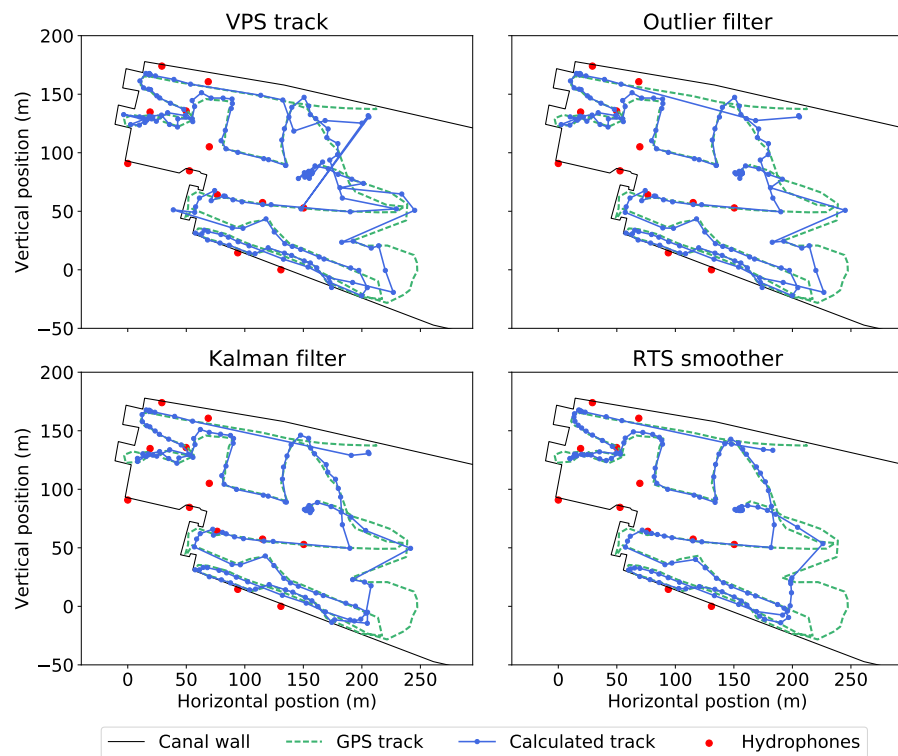 VPS track
Outlier filter
Vertical position (m)
200
150
100
50
0
−50
Kalman filter
RTS smoother
Vertical position (m)
200
150
100
50
0
−50
0 50 100 150 200 250
0 50 100 150 200 250
Horizontal postion (m)
Horizontal postion (m)
Canal wall GPS track Calculated track Hydrophones